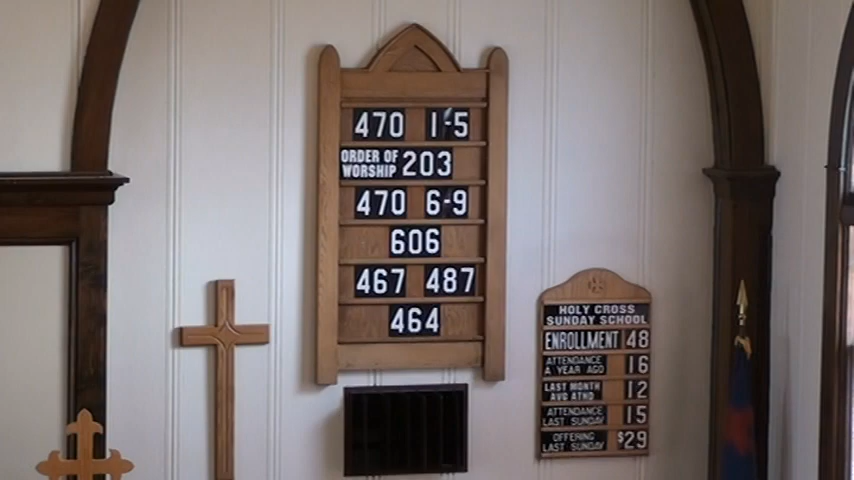 470 1-5
ORDER OF WORSHIP 203
470 6-9
606
467 487
464
HOLY CROSS
SUNDAY SCHOOL
ENROLLMENT 48
ATTENDANCE A YEAR AGO 16
LAST MONTH AVG ATND 12
ATTENDANCE LAST SUNDAY 15
OFFERING LAST SUNDAY $29